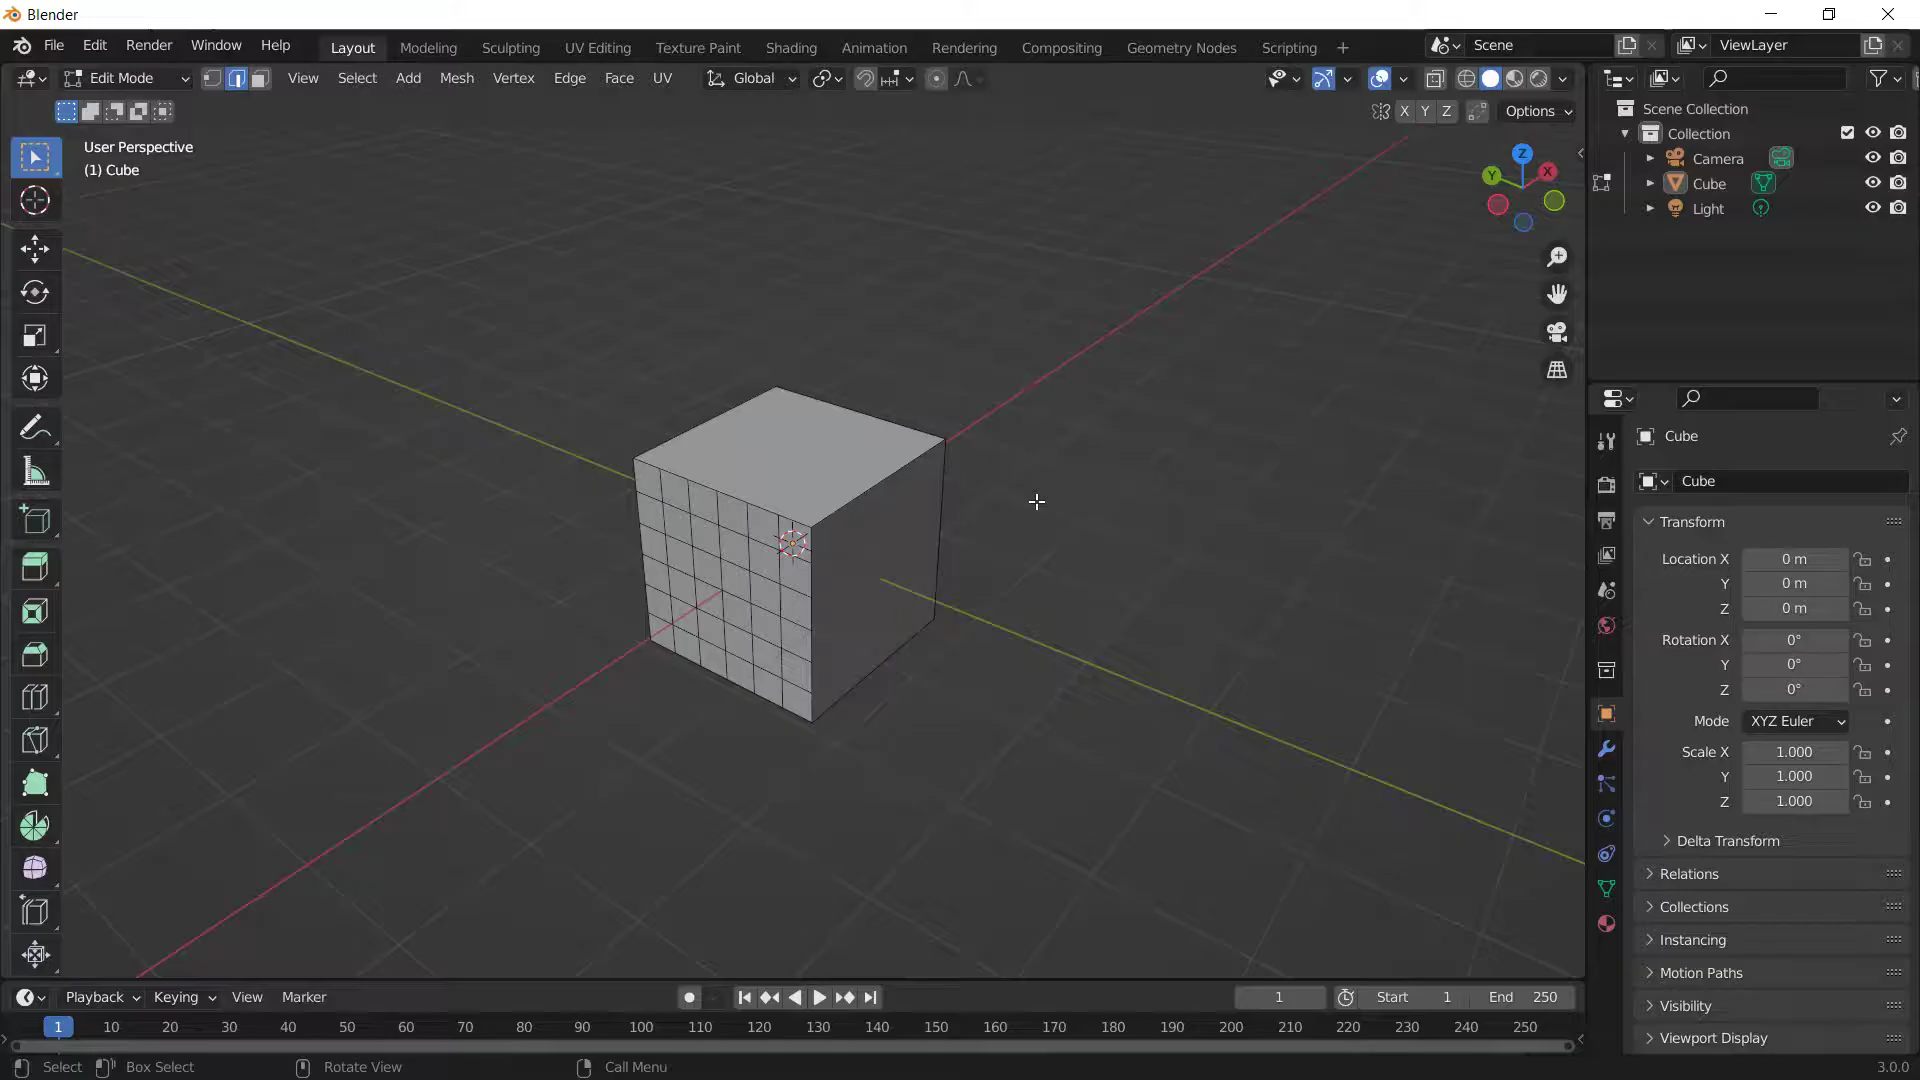 Blender
File Edit Render Window Help Layout Modeling Sculpting UV Editing Texture Paint Shading Animation Rendering Compositing Geometry Nodes Scripting Scene ViewLayer
Edit Mode View Select Add Mesh Vertex Edge Face UV Global
X Y Z Options
User Perspective
(1) Cube
Z
Y X
Scene Collection
Collection
Camera
Cube
Light
Cube
Cube
Transform
Location X 0 m
Y 0 m
Z 0 m
Rotation X 0°
Y 0°
Z 0°
Mode XYZ Euler
Scale X 1.000
Y 1.000
Z 1.000
Delta Transform
Relations
Collections
Instancing
Motion Paths
Visibility
Viewport Display
Playback Keying View Marker 1 Start 1 End 250
1 10 20 30 40 50 60 70 80 90 100 110 120 130 140 150 160 170 180 190 200 210 220 230 240 250
Select Box Select Rotate View Call Menu 3.0.0